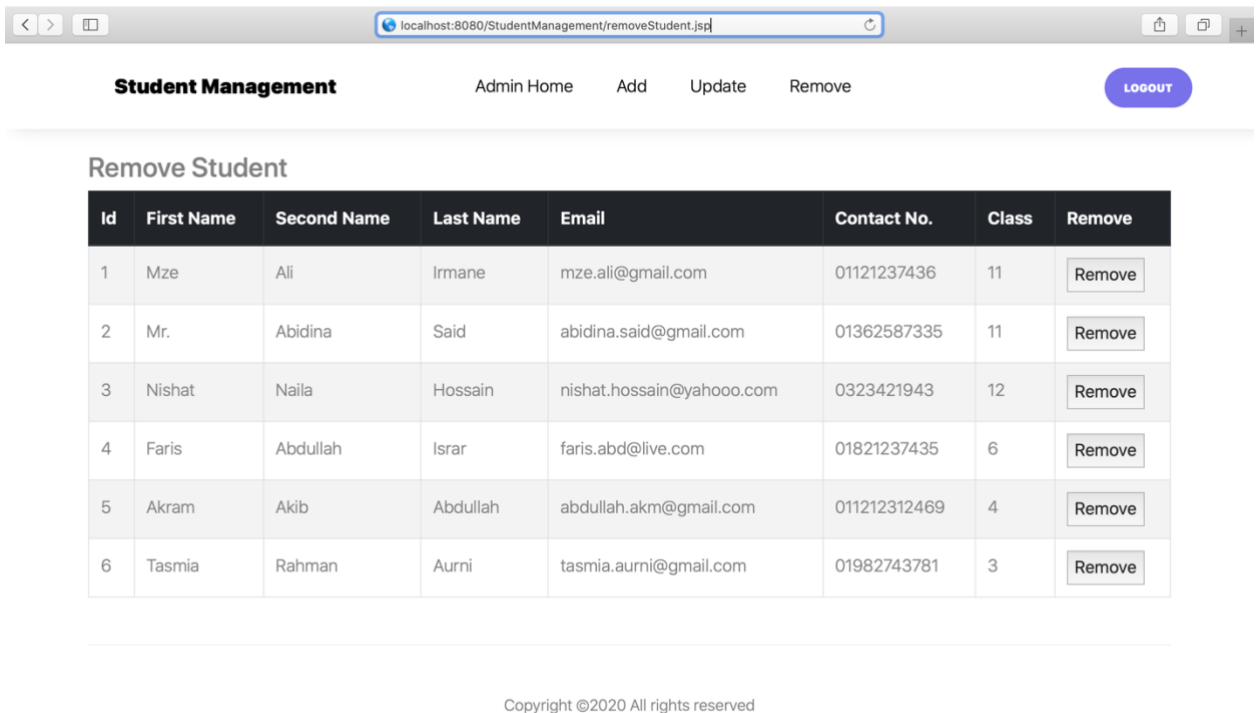 localhost:8080/StudentManagement/removeStudent.jsp
Student Management Admin Home Add Update Remove LOGOUT
Remove Student
Id First Name Second Name Last Name Email Contact No. Class Remove
1 Mze Ali Irmane mze.ali@gmail.com 01121237436 11 Remove
2 Mr. Abidina Said abidina.said@gmail.com 01362587335 11 Remove
3 Nishat Naila Hossain nishat.hossain@yahooo.com 0323421943 12 Remove
4 Faris Abdullah Israr faris.abd@live.com 01821237435 6 Remove
5 Akram Akib Abdullah abdullah.akm@gmail.com 011212312469 4 Remove
6 Tasmia Rahman Aurni tasmia.aurni@gmail.com 01982743781 3 Remove
Copyright ©2020 All rights reserved